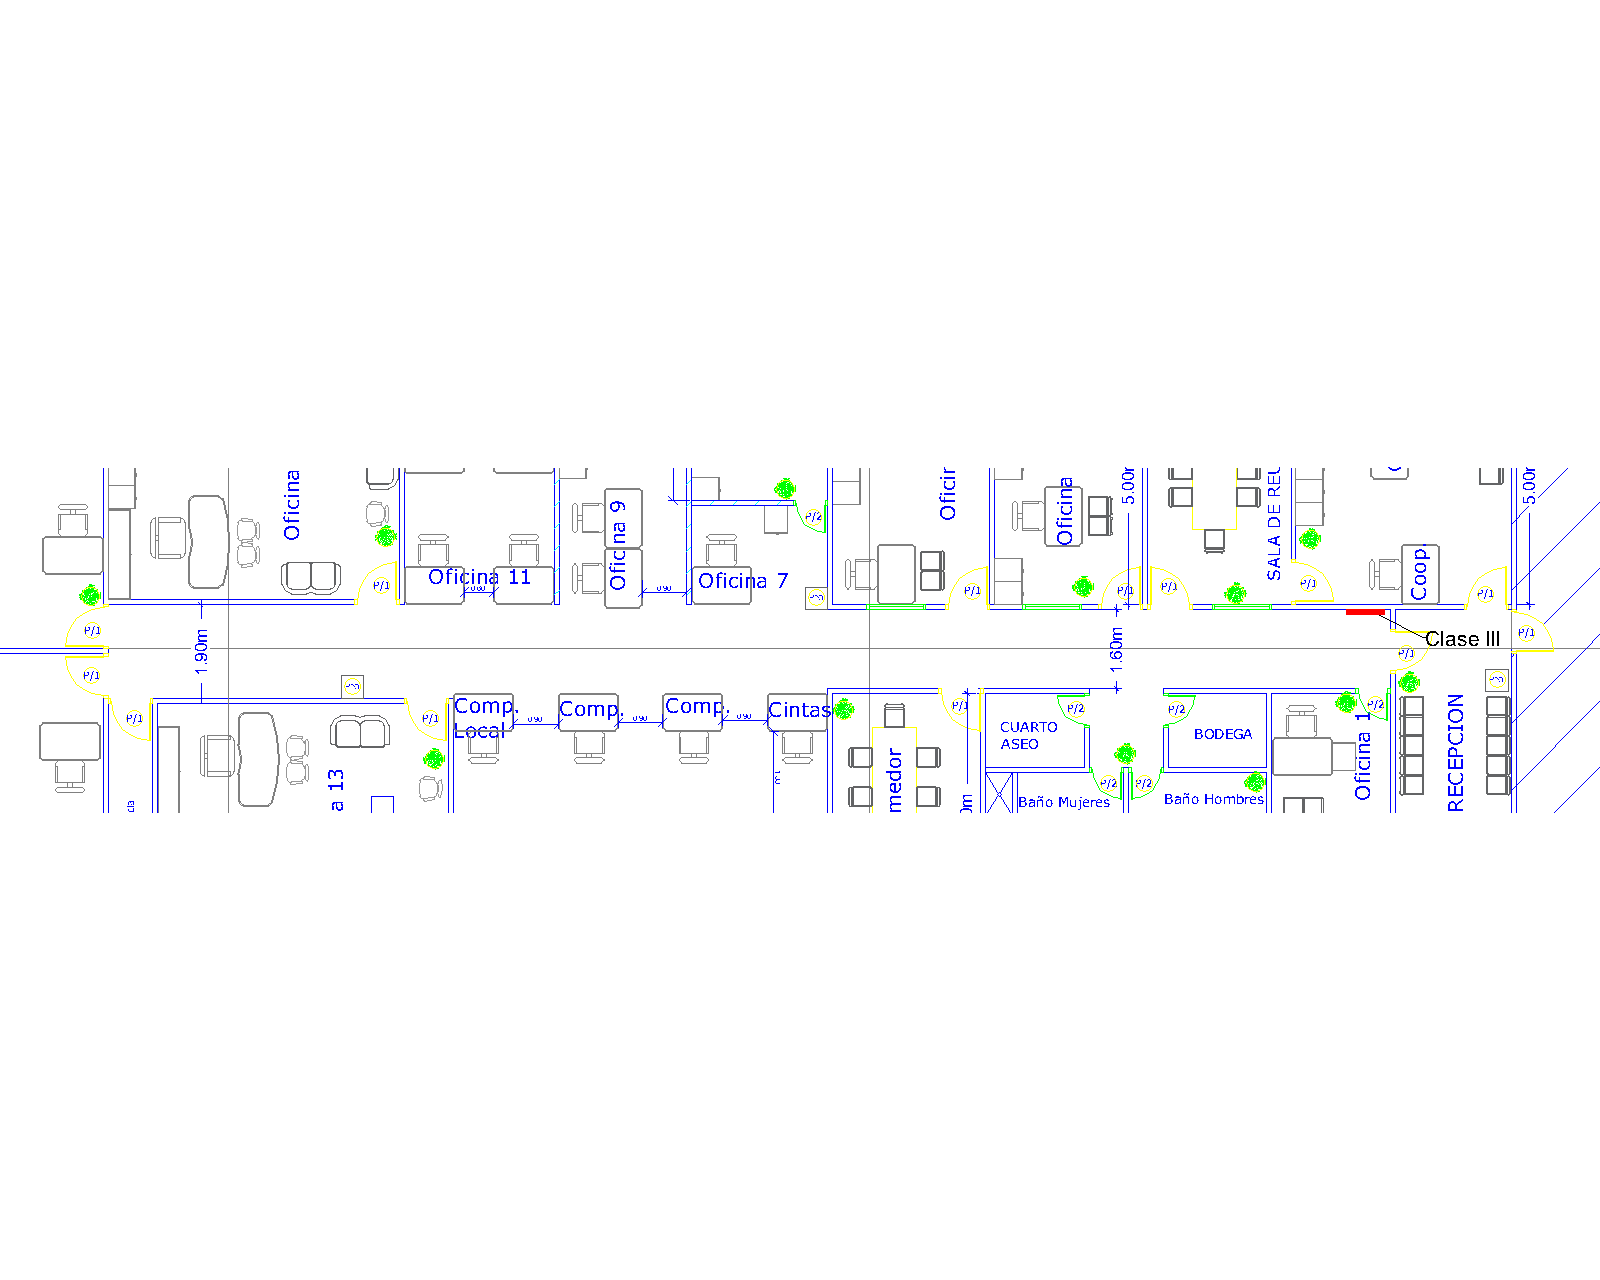 Oficina
Oficina 11
Oficina 9
Oficina 7
Oficin
Oficina
5.00m
SALA DE REU
Coop.
5.00m
P/1
P/2
P/1
P/1
P/1
P/1
P/1
0.90
0.90
P/1
P/1
1.90m
1.60m
Clase III
P/1
P/1
P/1
P/1
Comp.
Local
Comp.
Comp.
Cintas
0.90
0.90
0.90
P/1
P/2
P/2
P/2
CUARTO
ASEO
BODEGA
Oficina 1
RECEPCION
a 13
medor
P/2
P/2
Baño Mujeres
Baño Hombres